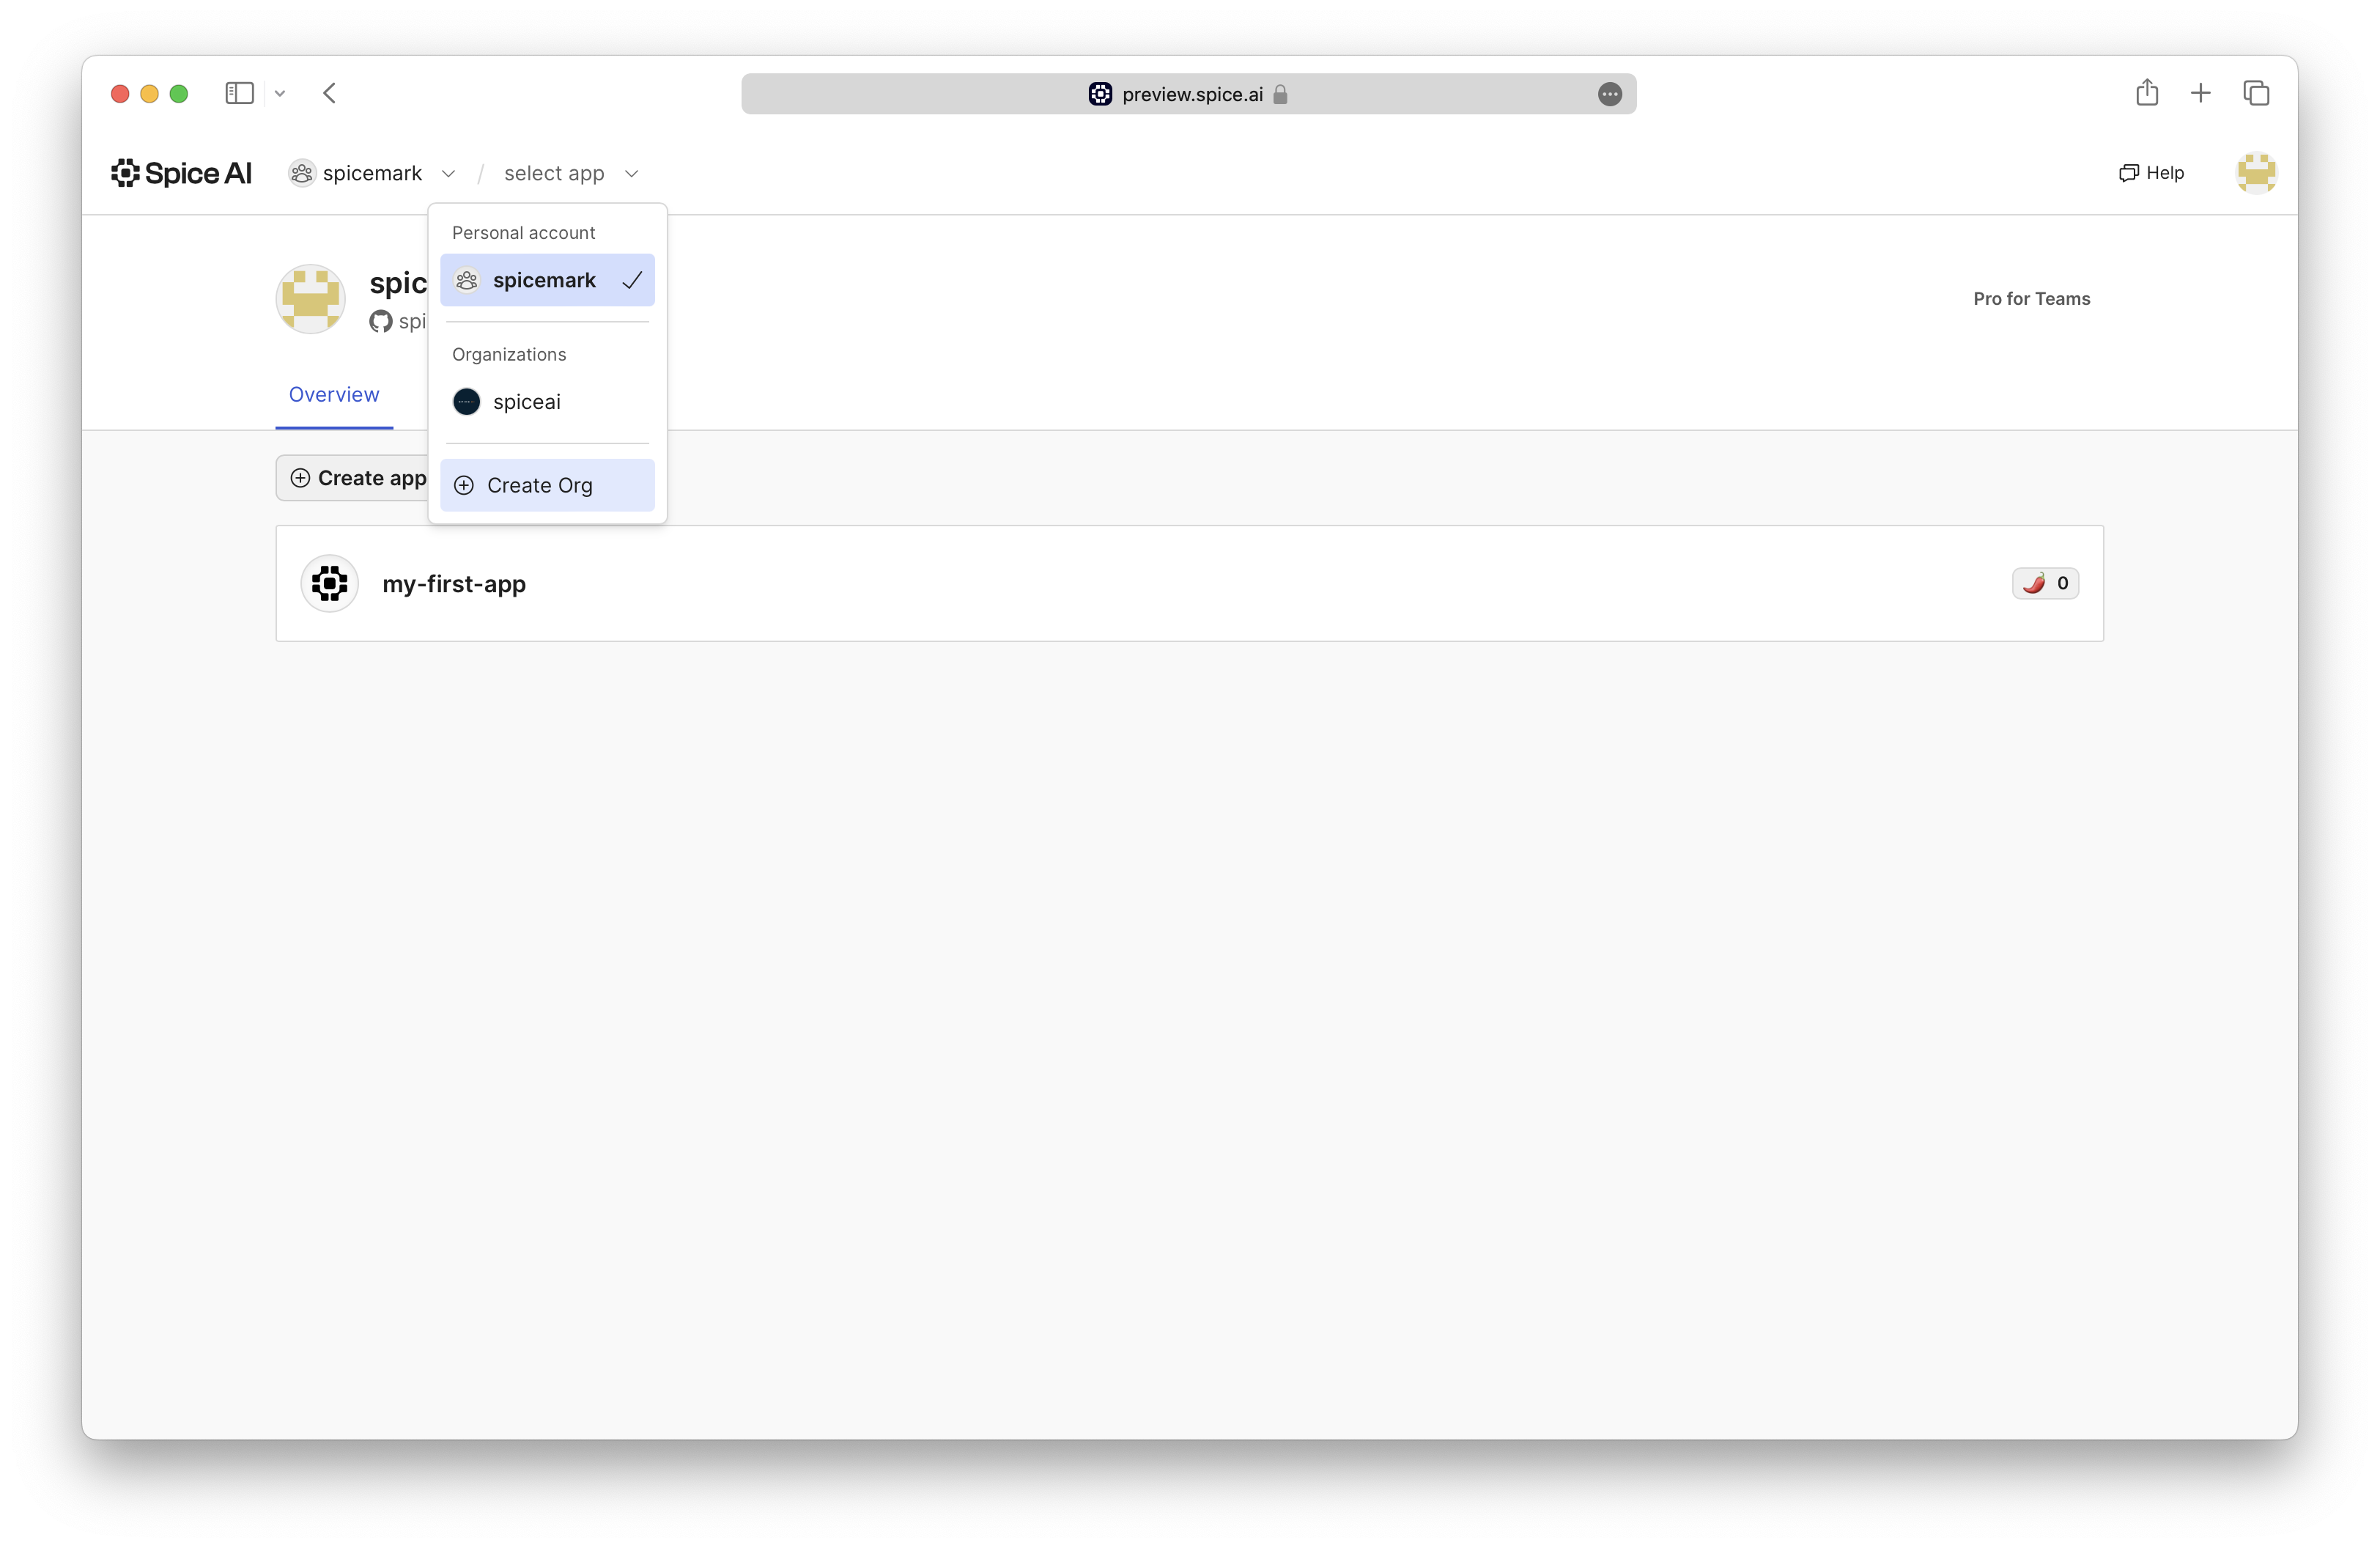 preview.spice.ai
Spice AI
spicemark
/
select app
Help
Personal account
spicemark
Organizations
spiceai
Create Org
spic
spi
Pro for Teams
Overview
Create app
my-first-app
0